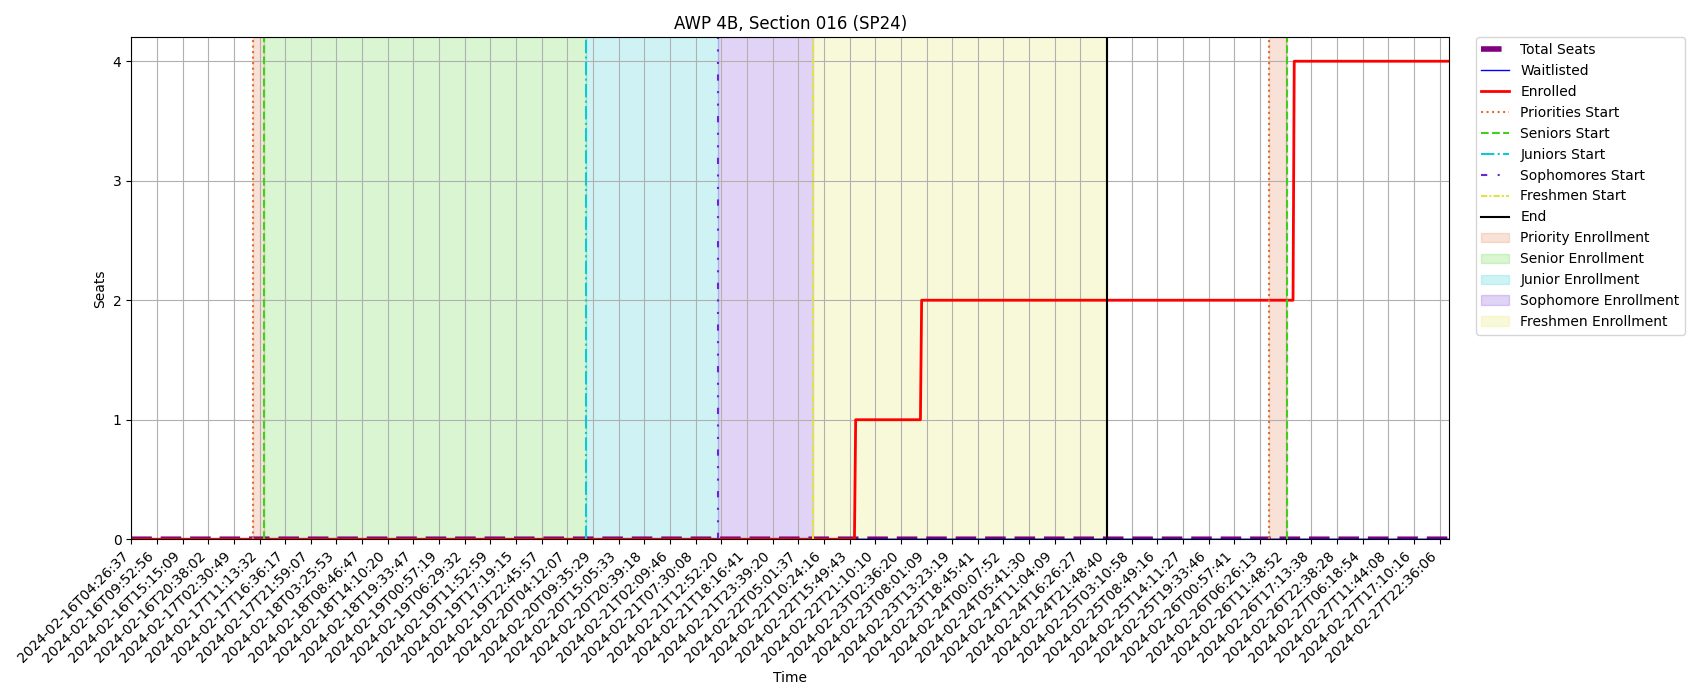 AWP 4B, Section 016 (SP24)
Seats
4
3
2
1
0
2024-02-16T04:26:37
2024-02-16T09:52:56
2024-02-16T15:15:09
2024-02-16T20:38:02
2024-02-17T02:30:49
2024-02-17T11:13:32
2024-02-17T16:36:17
2024-02-17T21:59:07
2024-02-18T03:25:53
2024-02-18T08:46:47
2024-02-18T14:10:20
2024-02-18T19:33:47
2024-02-19T00:57:19
2024-02-19T06:29:32
2024-02-19T11:52:59
2024-02-19T17:19:15
2024-02-19T22:45:57
2024-02-20T04:12:07
2024-02-20T09:35:29
2024-02-20T15:05:33
2024-02-20T20:39:18
2024-02-21T02:09:46
2024-02-21T07:30:08
2024-02-21T12:52:20
2024-02-21T18:16:41
2024-02-21T23:39:20
2024-02-22T05:01:37
2024-02-22T10:24:16
2024-02-22T15:49:43
2024-02-22T21:10:10
2024-02-23T02:36:20
2024-02-23T08:01:09
2024-02-23T13:23:19
2024-02-23T18:45:41
2024-02-24T00:07:52
2024-02-24T05:41:30
2024-02-24T11:04:09
2024-02-24T16:26:27
2024-02-24T21:48:40
2024-02-25T03:10:58
2024-02-25T08:49:16
2024-02-25T14:11:27
2024-02-25T19:33:46
2024-02-26T00:57:41
2024-02-26T06:26:13
2024-02-26T11:48:52
2024-02-26T17:13:38
2024-02-26T22:38:28
2024-02-27T06:18:54
2024-02-27T11:44:08
2024-02-27T17:10:16
2024-02-27T22:36:06
Time
Total Seats
Waitlisted
Enrolled
Priorities Start
Seniors Start
Juniors Start
Sophomores Start
Freshmen Start
End
Priority Enrollment
Senior Enrollment
Junior Enrollment
Sophomore Enrollment
Freshmen Enrollment